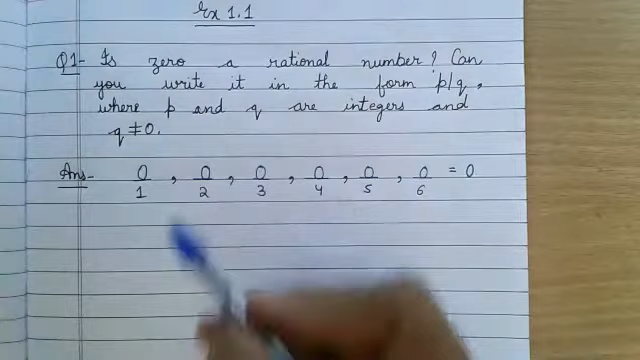 Ex 1.1
Q1- Is zero a rational number? Can
you write it in the form p/q,
where p and q are integers and
q ≠ 0.
Ans- 0/1, 0/2, 0/3, 0/4, 0/5, 0/6 = 0